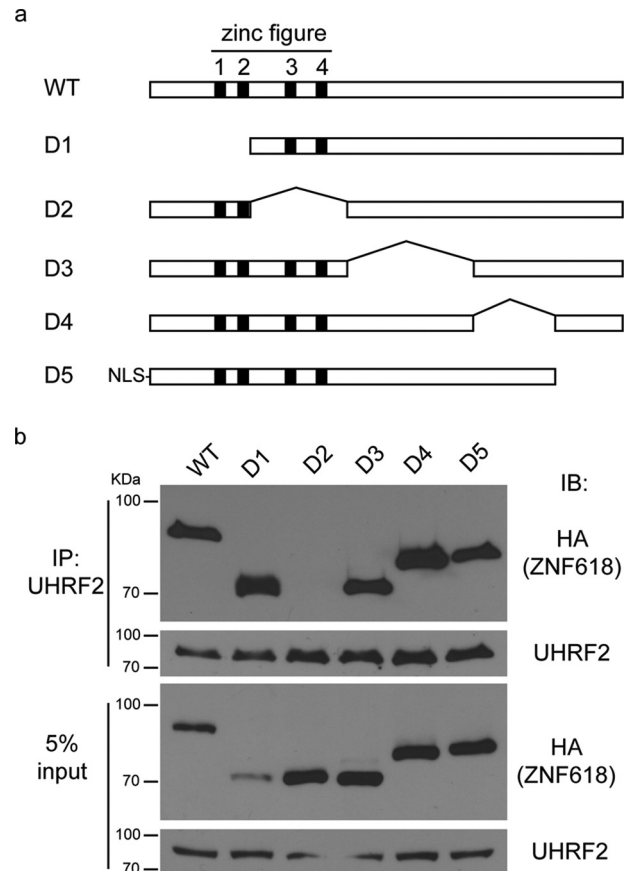 a
zinc figure
1 2 3 4
WT
D1
D2
D3
D4
D5 NLS-
b
WT D1 D2 D3 D4 D5
KDa
IB:
100
IP:
UHRF2
HA
(ZNF618)
70
100
UHRF2
70
100
5%
input
HA
(ZNF618)
70
100
UHRF2
70